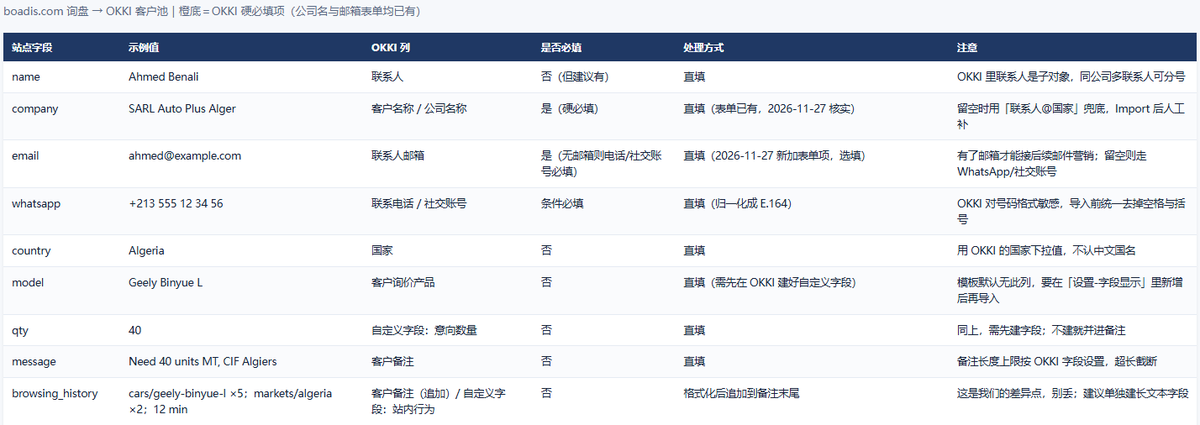 boadis.com 询盘 → OKKI 客户池 | 橙底＝OKKI 硬必填项（公司名与邮箱表单均已有）
站点字段 示例值 OKKI 列 是否必填 处理方式 注意
name Ahmed Benali 联系人 否（但建议有） 直填 OKKI 里联系人是子对象，同公司多联系人可分号
company SARL Auto Plus Alger 客户名称 / 公司名称 是（硬必填） 直填（表单已有，2026-11-27 核实） 留空时用「联系人@国家」兜底，Import 后人工
补
email ahmed@example.com 联系人邮箱 是（无邮箱则电话/社交账 直填（2026-11-27 新加表单项，选填） 有了邮箱才能接后续邮件营销；留空则走
号必填） WhatsApp/社交账号
whatsapp +213 555 12 34 56 联系电话 / 社交账号 条件必填 直填（归一化成 E.164） OKKI 对号码格式敏感，导入前统一去掉空格与括
号
country Algeria 国家 否 直填 用 OKKI 的国家下拉值，不认中文国名
model Geely Binyue L 客户询价产品 否 直填（需先在 OKKI 建好自定义字段） 模板默认无此列，要在「设置-字段显示」里新增
后再导入
qty 40 自定义字段：意向数量 否 直填 同上，需先建字段；不建就并进备注
message Need 40 units MT, CIF Algiers 客户备注 否 直填 备注长度上限按 OKKI 字段设置，超长截断
browsing_history cars/geely-binyue-l ×5；markets/algeria 客户备注（追加）/ 自定义字 否 格式化后追加到备注末尾 这是我们的差异点，别丢；建议单独建长文本字段
×2；12 min 段：站内行为